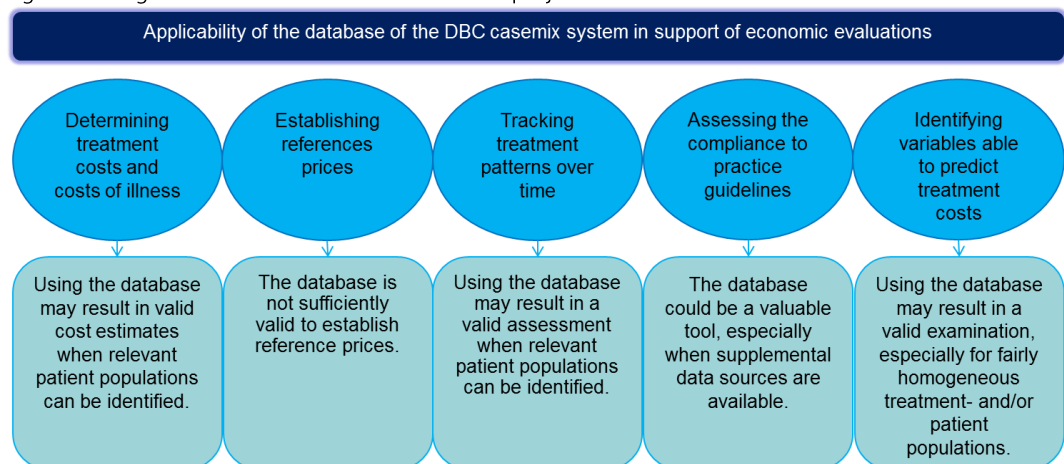 Applicability of the database of the DBC casemix system in support of economic evaluations
Determining
treatment
costs and
costs of illness
Establishing
references
prices
Tracking
treatment
patterns over
time
Assessing the
compliance to
practice
guidelines
Identifying
variables able
to predict
treatment
costs
Using the database
may result in valid
cost estimates
when relevant
patient populations
can be identified.
The database is
not sufficiently
valid to establish
reference prices.
Using the database
may result in a
valid assessment
when relevant
patient populations
can be identified.
The database
could be a valuable
tool, especially
when supplemental
data sources are
available.
Using the database
may result in a
valid examination,
especially for fairly
homogeneous
treatment- and/or
patient
populations.